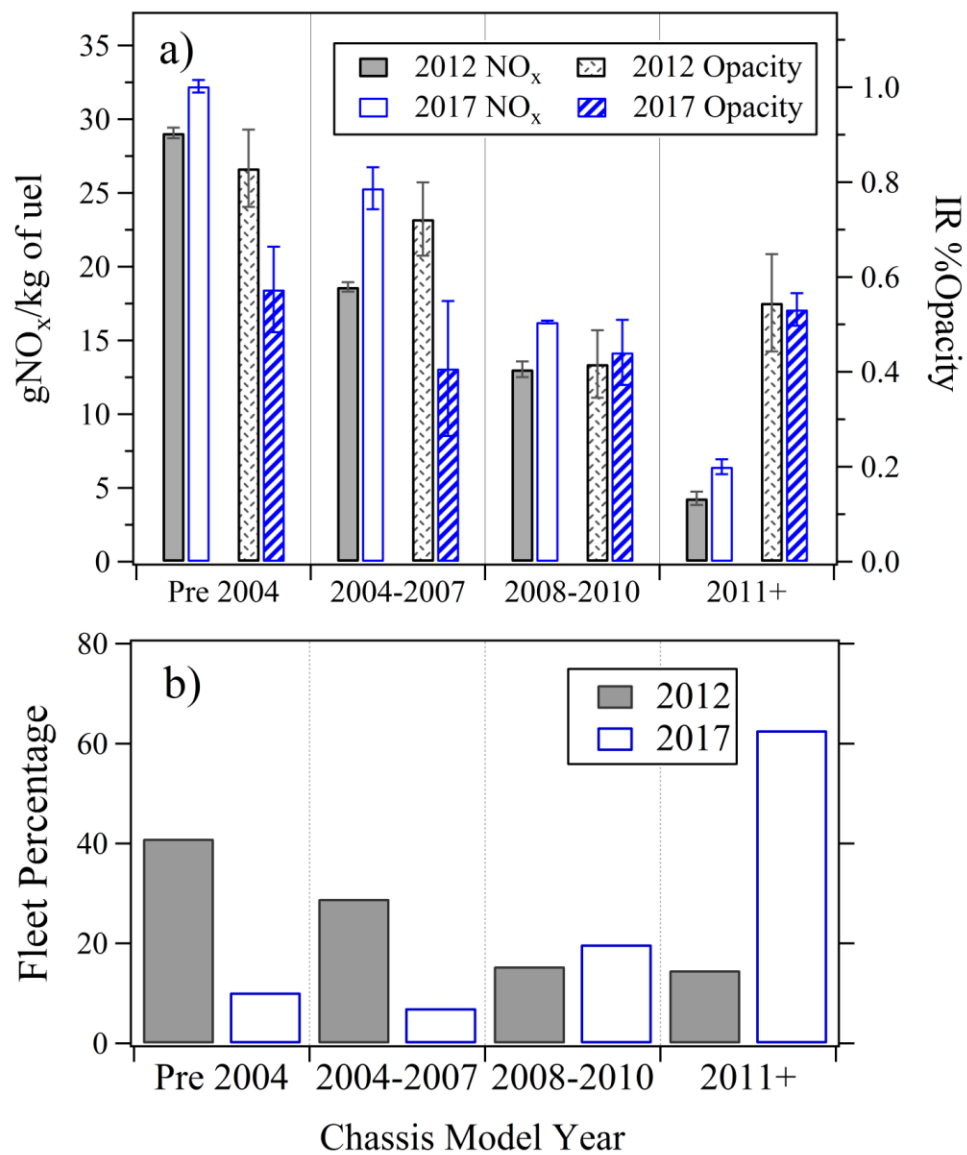 a)
2012 NOx 2012 Opacity
2017 NOx 2017 Opacity
gNOx/kg of uel
35
30
25
20
15
10
5
0
IR %Opacity
1.0
0.8
0.6
0.4
0.2
0.0
Pre 2004 2004-2007 2008-2010 2011+
b)
2012
2017
Fleet Percentage
80
60
40
20
0
Pre 2004 2004-2007 2008-2010 2011+
Chassis Model Year